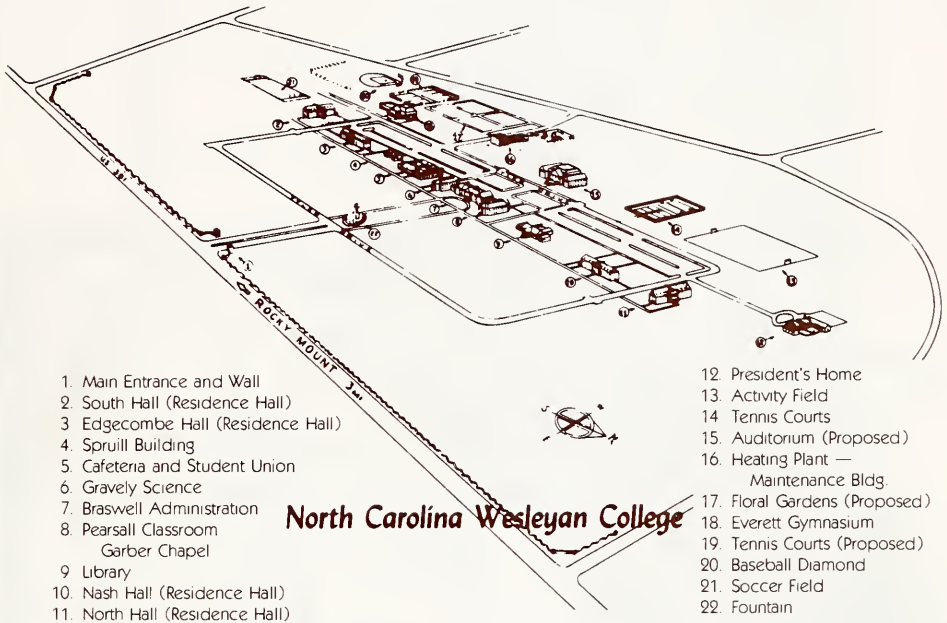 US 301
ROCKY MOUNT 3
1. Main Entrance and Wall
2. South Hall (Residence Hall)
3 Edgecombe Hall (Residence Hall)
4. Spruill Building
5. Cafeteria and Student Union
6. Gravely Science
7. Braswell Administration
8. Pearsall Classroom
Garber Chapel
9 Library
10. Nash Hall (Residence Hall)
11. North Hall (Residence Hall)
North Carolina Wesleyan College
12. President's Home
13. Activity Field
14 Tennis Courts
15. Auditorium (Proposed)
16. Heating Plant —
Maintenance Bldg.
17. Floral Gardens (Proposed)
18. Everett Gymnasium
19. Tennis Courts (Proposed)
20. Baseball Diamond
21. Soccer Field
22. Fountain